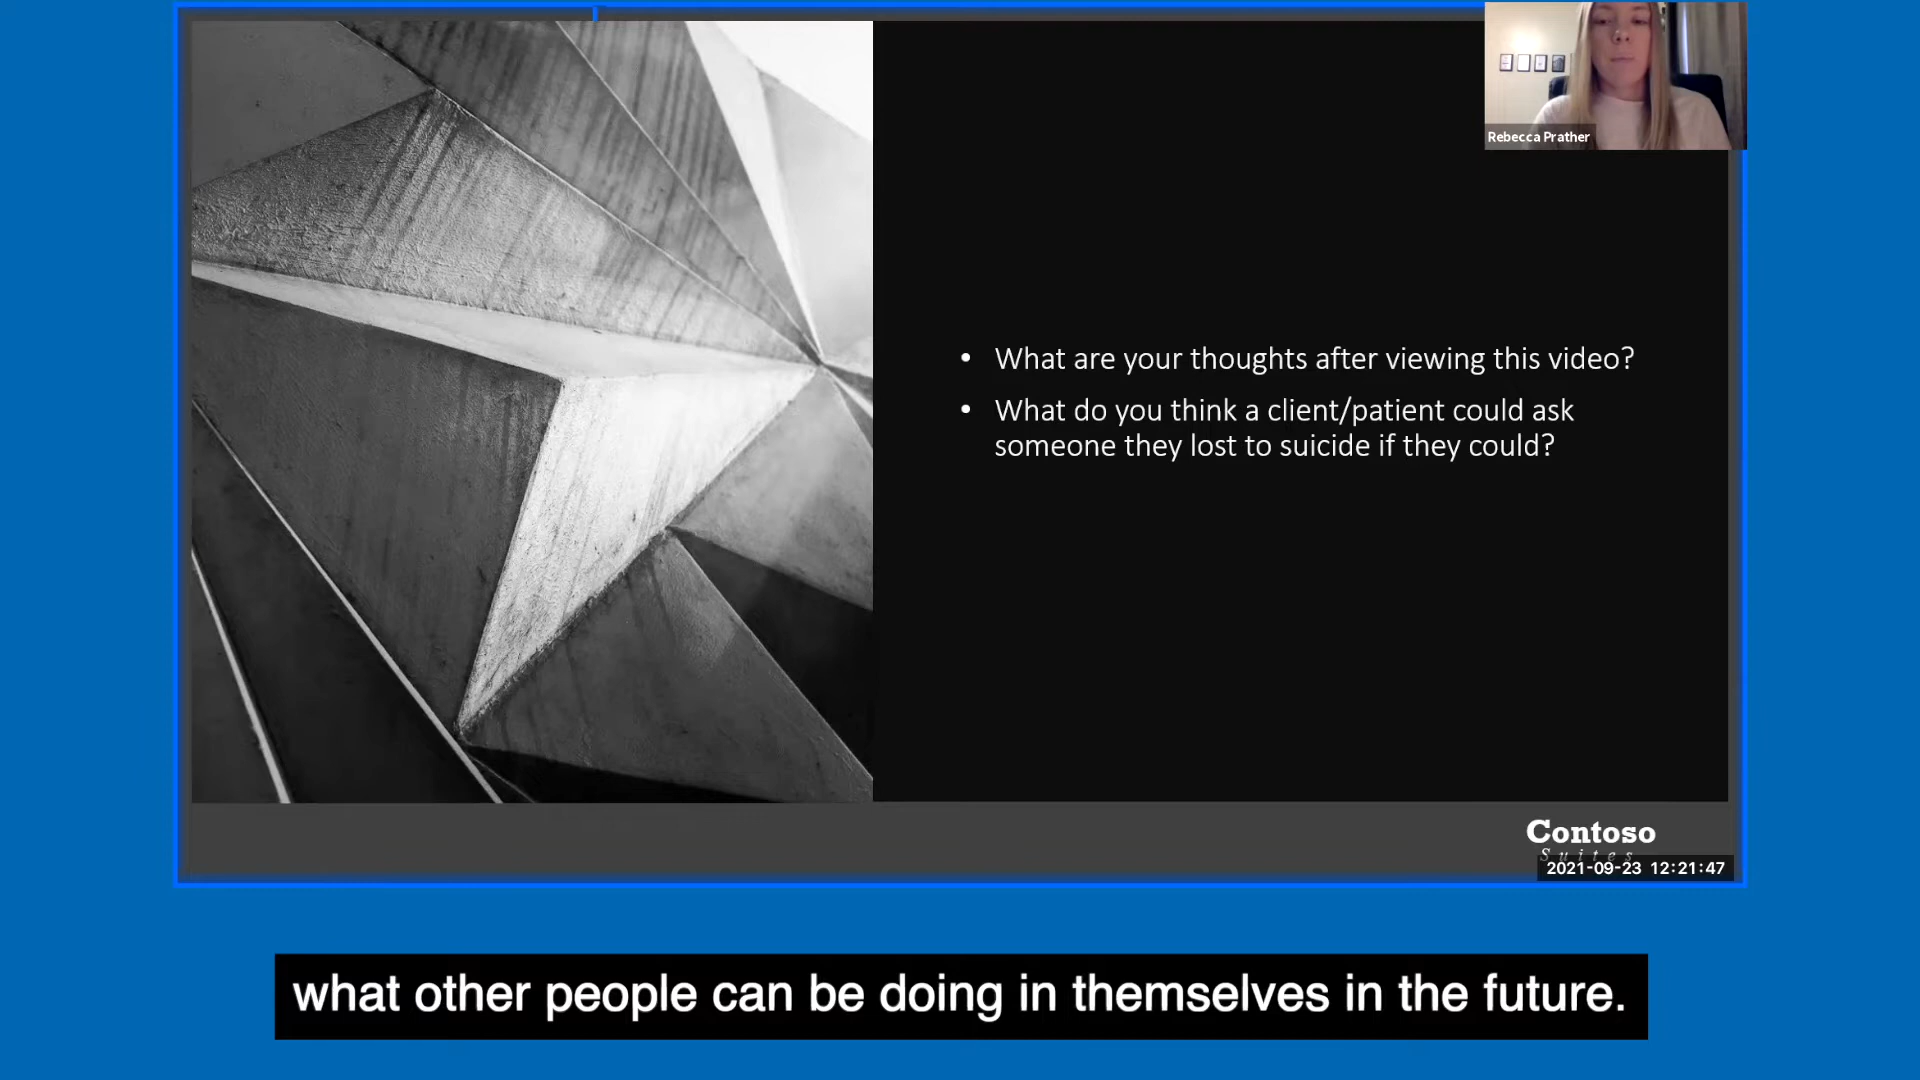 Rebecca Prather
• What are your thoughts after viewing this video?
• What do you think a client/patient could ask
someone they lost to suicide if they could?
Contoso
Suites
2021-09-23 12:21:47
what other people can be doing in themselves in the future.